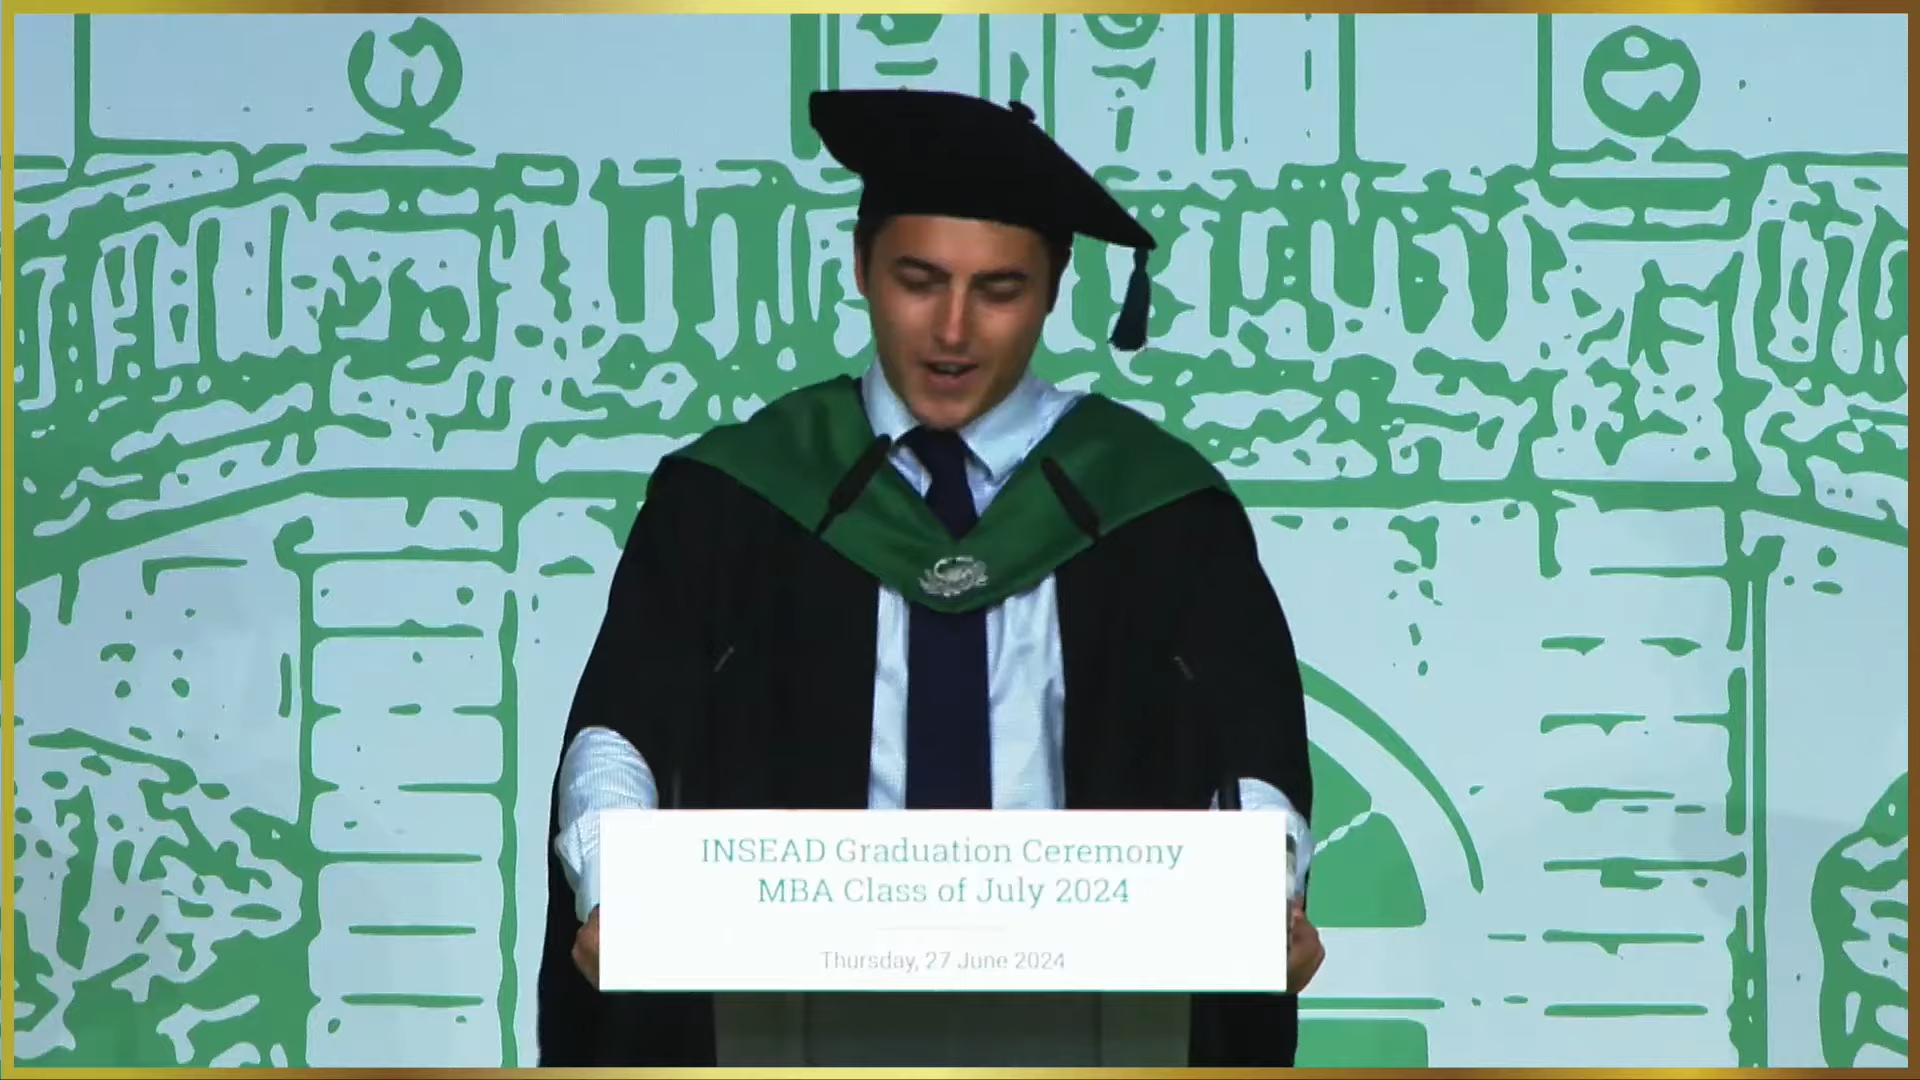 INSEAD Graduation Ceremony
MBA Class of July 2024
Thursday, 27 June 2024